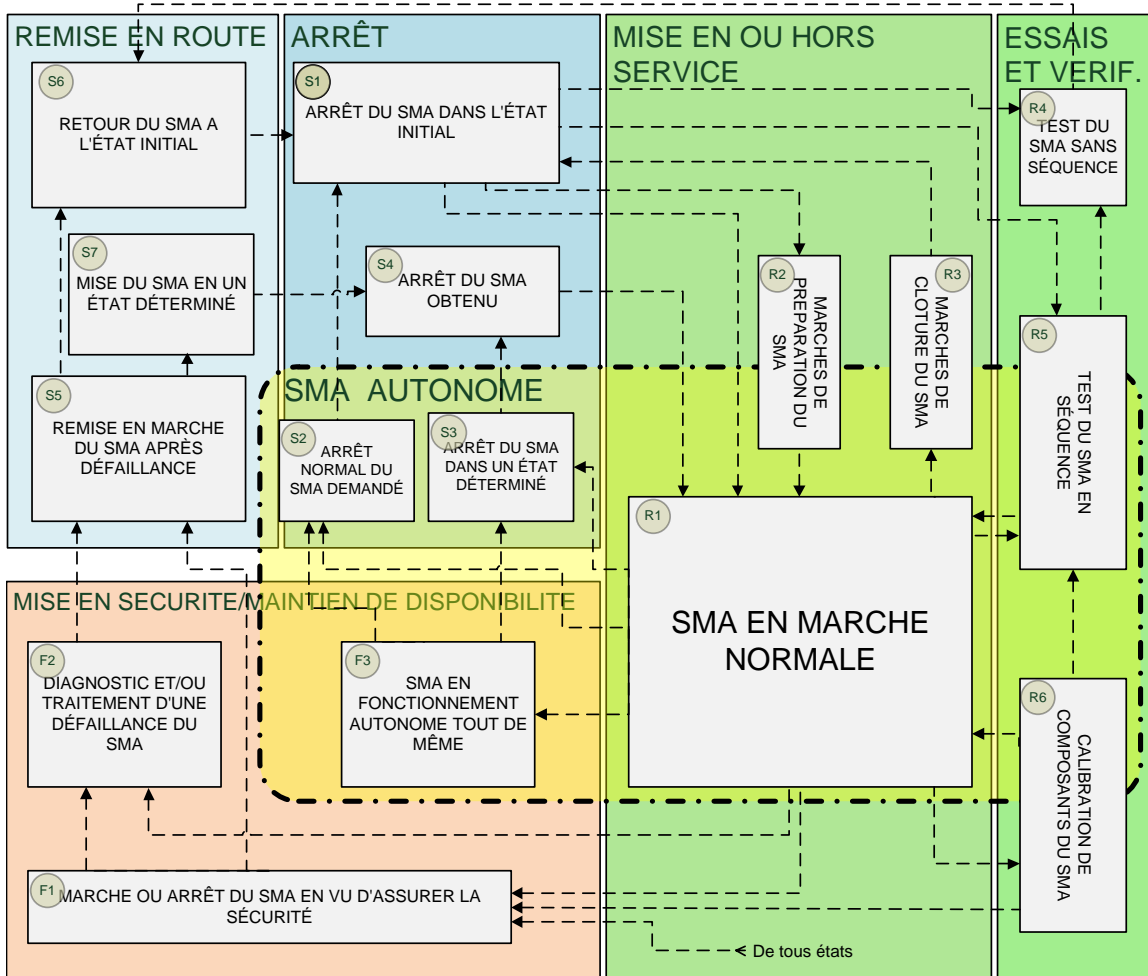 REMISE EN ROUTE
S6
RETOUR DU SMA A
L'ÉTAT INITIAL
S7
MISE DU SMA EN UN
ÉTAT DÉTERMINÉ
S5
REMISE EN MARCHE
DU SMA APRÈS
DÉFAILLANCE
ARRÊT
S1
ARRÊT DU SMA DANS L'ÉTAT
INITIAL
S4
ARRÊT DU SMA
OBTENU
SMA AUTONOME
S2
ARRÊT
NORMAL DU
SMA DEMANDÉ
S3
ARRÊT DU SMA
DANS UN ÉTAT
DÉTERMINÉ
MISE EN OU HORS
SERVICE
R2
MARCHES DE
PREPARATION DU
SMA
R3
MARCHES DE
CLOTURE DU SMA
R1
SMA EN MARCHE
NORMALE
ESSAIS
ET VERIF.
R4
TEST DU
SMA SANS
SÉQUENCE
R5
TEST DU SMA EN
SÉQUENCE
R6
CALIBRATION DE
COMPOSANTS DU SMA
MISE EN SECURITE/MAINTIEN DE DISPONIBILITE
F2
DIAGNOSTIC ET/OU
TRAITEMENT D'UNE
DÉFAILLANCE DU
SMA
F3
SMA EN
FONCTIONNEMENT
AUTONOME TOUT DE
MÊME
F1
MARCHE OU ARRÊT DU SMA EN VU D'ASSURER LA
SÉCURITÉ
De tous états